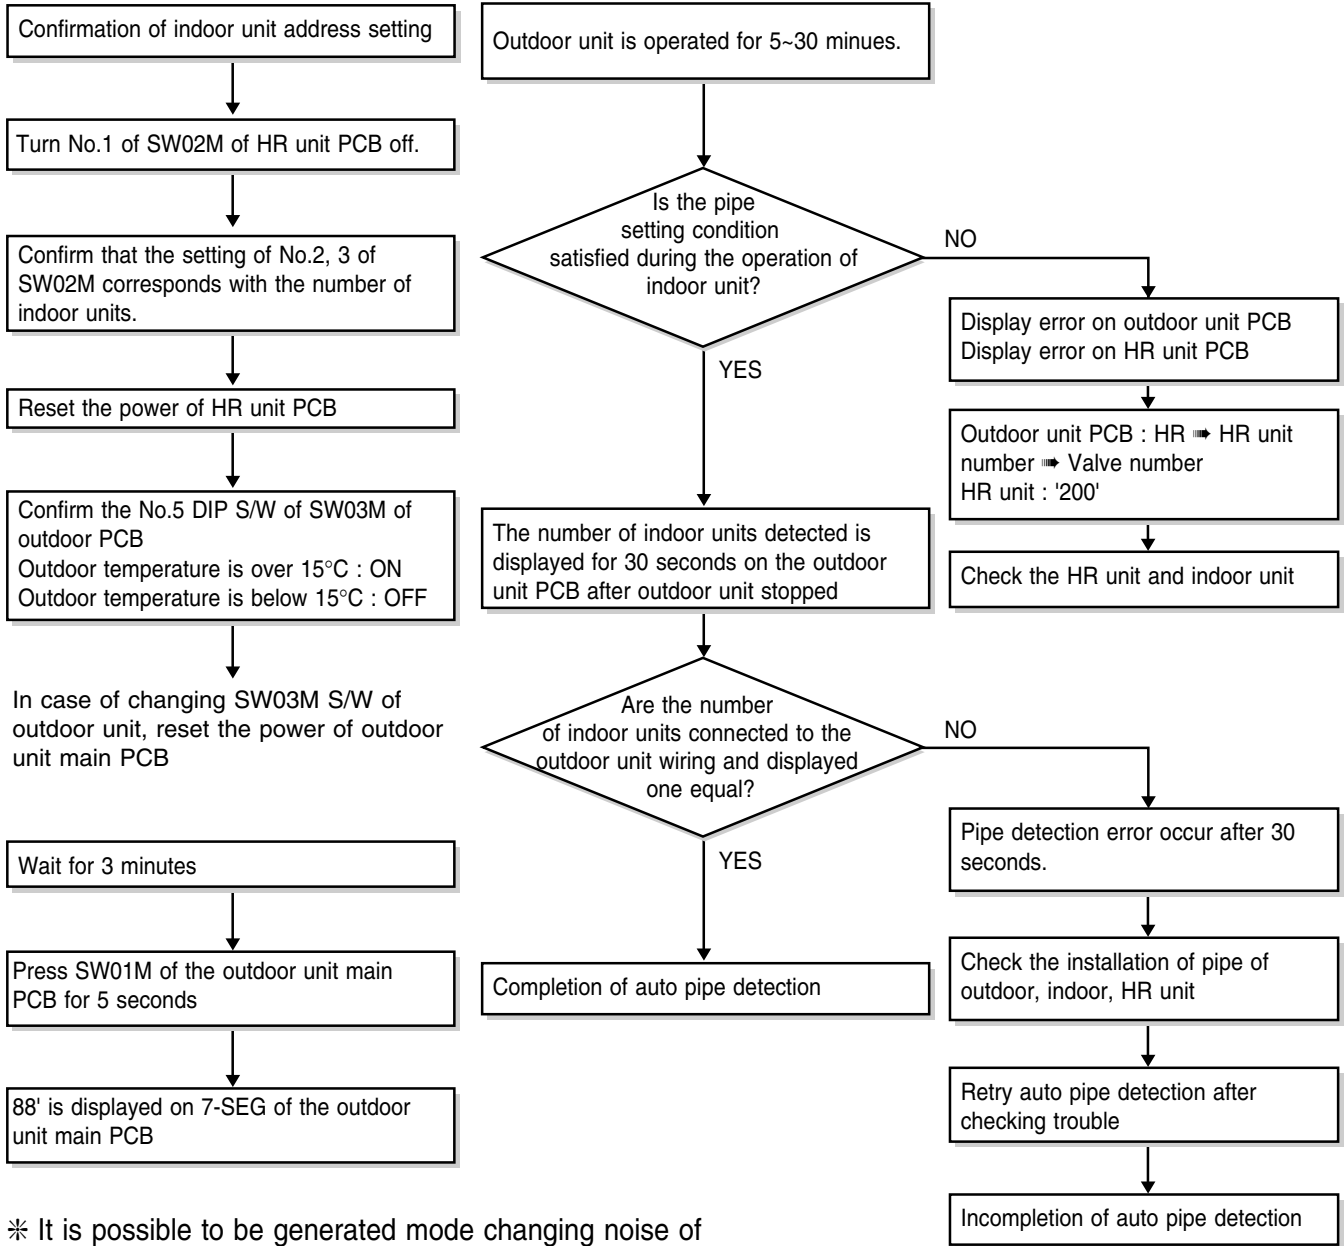 Confirmation of indoor unit address setting
Turn No.1 of SW02M of HR unit PCB off.
Confirm that the setting of No.2, 3 of
SW02M corresponds with the number of
indoor units.
Reset the power of HR unit PCB
Confirm the No.5 DIP S/W of SW03M of
outdoor PCB
Outdoor temperature is over 15°C : ON
Outdoor temperature is below 15°C : OFF
In case of changing SW03M S/W of
outdoor unit, reset the power of outdoor
unit main PCB
Wait for 3 minutes
Press SW01M of the outdoor unit main
PCB for 5 seconds
88' is displayed on 7-SEG of the outdoor
unit main PCB
Outdoor unit is operated for 5~30 minues.
Is the pipe
setting condition
satisfied during the operation of
indoor unit?
NO
YES
Display error on outdoor unit PCB
Display error on HR unit PCB
Outdoor unit PCB : HR ➠ HR unit
number ➠ Valve number
HR unit : '200'
Check the HR unit and indoor unit
The number of indoor units detected is
displayed for 30 seconds on the outdoor
unit PCB after outdoor unit stopped
Are the number
of indoor units connected to the
outdoor unit wiring and displayed
one equal?
NO
YES
Completion of auto pipe detection
Pipe detection error occur after 30
seconds.
Check the installation of pipe of
outdoor, indoor, HR unit
Retry auto pipe detection after
checking trouble
Incompletion of auto pipe detection
❈ It is possible to be generated mode changing noise of